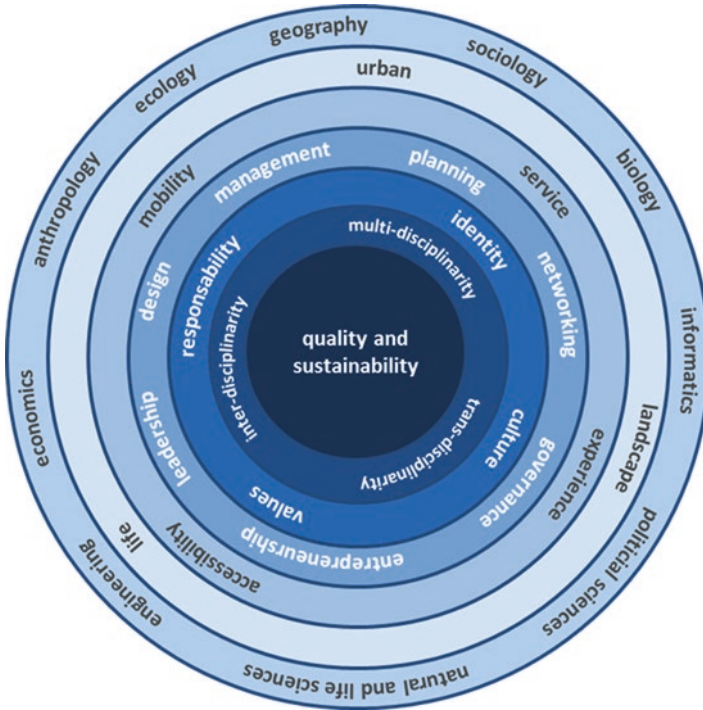 geography
sociology
biology
informatics
politicial sciences
natural and life sciences
engineering
economics
anthropology
ecology
urban
landscape
life
mobility
service
experience
accessibility
management
planning
networking
governance
entrepreneurship
leadership
design
responsability
identity
culture
values
multi-disciplinarity
trans-disciplinarity
inter-disciplinarity
quality and
sustainability